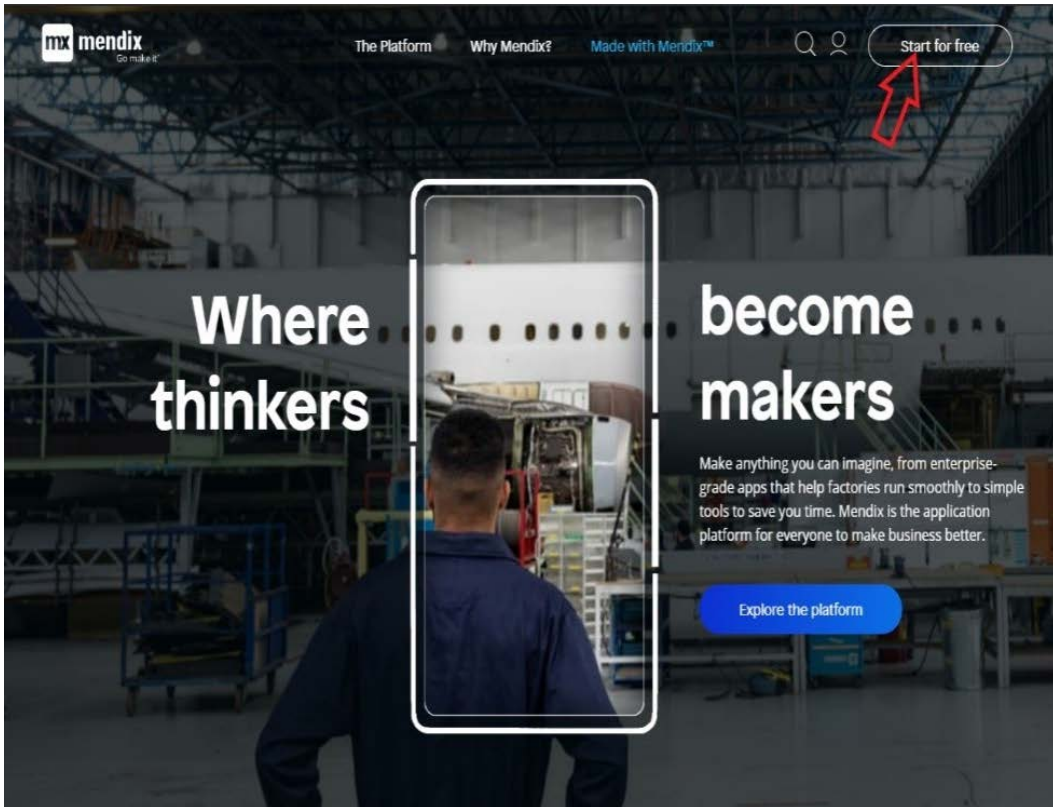 mx mendix
Go make it
The Platform Why Mendix? Made with Mendix™ Start for free
Where
thinkers
become
makers
Make anything you can imagine, from enterprise-
grade apps that help factories run smoothly to simple
tools to save you time. Mendix is the application
platform for everyone to make business better.
Explore the platform